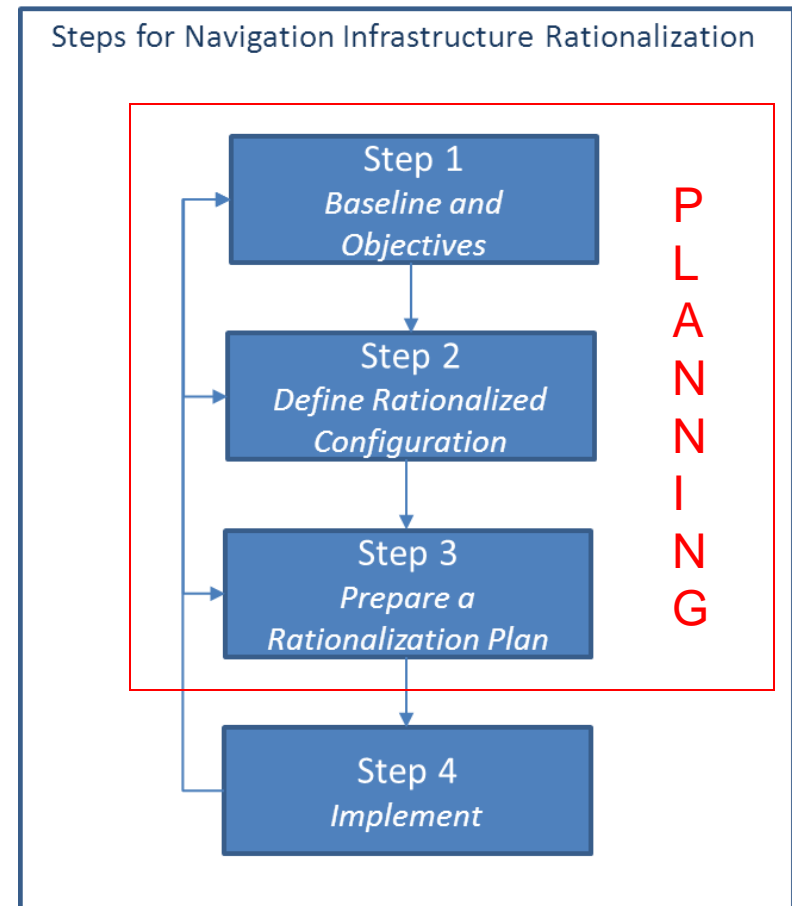 Steps for Navigation Infrastructure Rationalization
Step 1
Baseline and
Objectives
Step 2
Define Rationalized
Configuration
Step 3
Prepare a
Rationalization Plan
Step 4
Implement
P
L
A
N
N
I
N
G